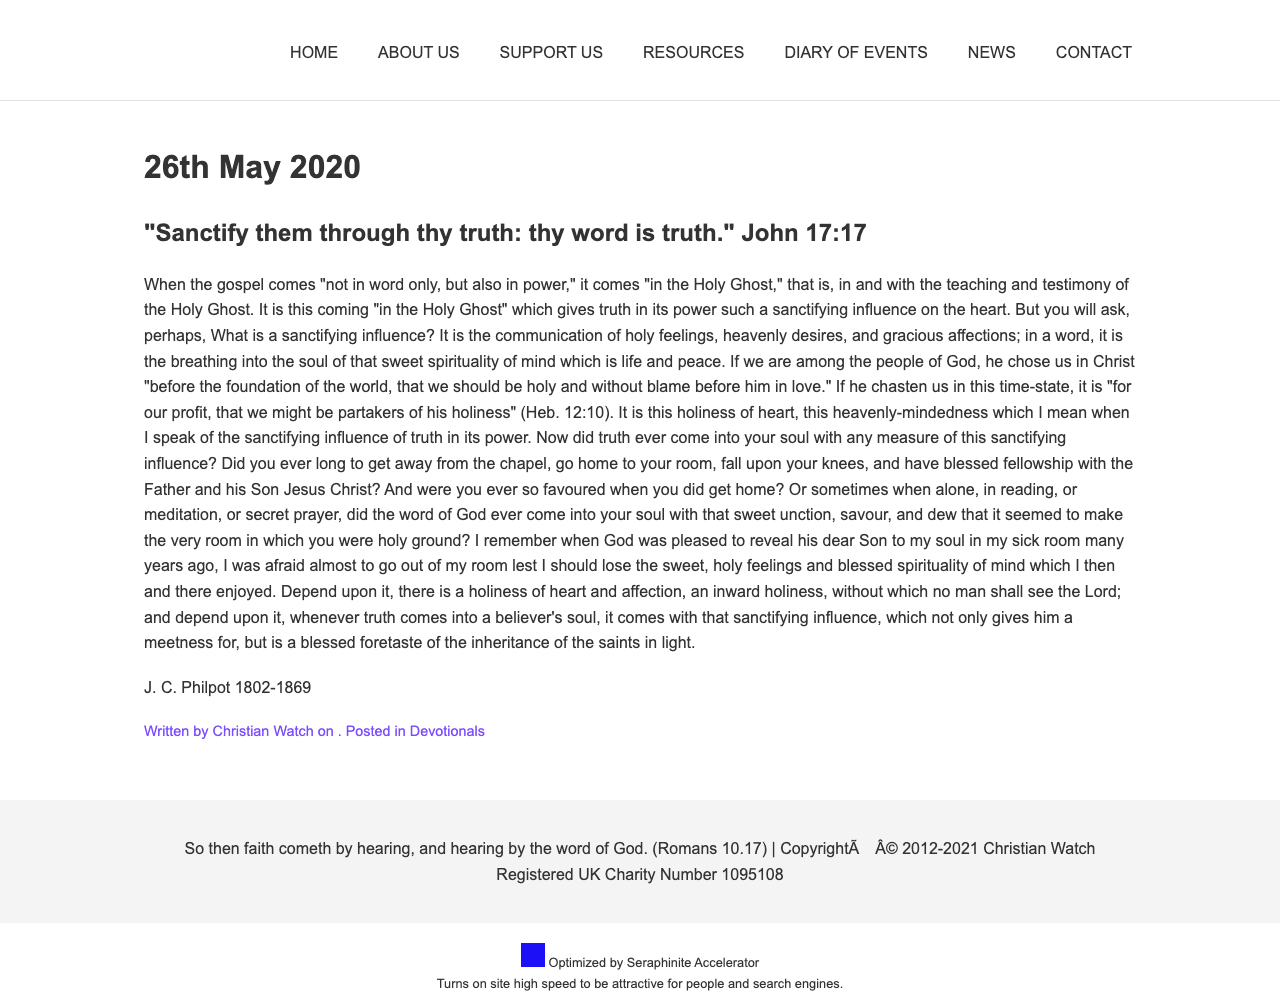 HOME ABOUT US SUPPORT US RESOURCES DIARY OF EVENTS NEWS CONTACT
26th May 2020
"Sanctify them through thy truth: thy word is truth." John 17:17
When the gospel comes "not in word only, but also in power," it comes "in the Holy Ghost," that is, in and with the teaching and testimony of
the Holy Ghost. It is this coming "in the Holy Ghost" which gives truth in its power such a sanctifying influence on the heart. But you will ask,
perhaps, What is a sanctifying influence? It is the communication of holy feelings, heavenly desires, and gracious affections; in a word, it is
the breathing into the soul of that sweet spirituality of mind which is life and peace. If we are among the people of God, he chose us in Christ
"before the foundation of the world, that we should be holy and without blame before him in love." If he chasten us in this time-state, it is "for
our profit, that we might be partakers of his holiness" (Heb. 12:10). It is this holiness of heart, this heavenly-mindedness which I mean when
I speak of the sanctifying influence of truth in its power. Now did truth ever come into your soul with any measure of this sanctifying
influence? Did you ever long to get away from the chapel, go home to your room, fall upon your knees, and have blessed fellowship with the
Father and his Son Jesus Christ? And were you ever so favoured when you did get home? Or sometimes when alone, in reading, or
meditation, or secret prayer, did the word of God ever come into your soul with that sweet unction, savour, and dew that it seemed to make
the very room in which you were holy ground? I remember when God was pleased to reveal his dear Son to my soul in my sick room many
years ago, I was afraid almost to go out of my room lest I should lose the sweet, holy feelings and blessed spirituality of mind which I then
and there enjoyed. Depend upon it, there is a holiness of heart and affection, an inward holiness, without which no man shall see the Lord;
and depend upon it, whenever truth comes into a believer's soul, it comes with that sanctifying influence, which not only gives him a
meetness for, but is a blessed foretaste of the inheritance of the saints in light.
J. C. Philpot 1802-1869
Written by Christian Watch on . Posted in Devotionals
So then faith cometh by hearing, and hearing by the word of God. (Romans 10.17) | CopyrightÃ Â© 2012-2021 Christian Watch
Registered UK Charity Number 1095108
Optimized by Seraphinite Accelerator
Turns on site high speed to be attractive for people and search engines.